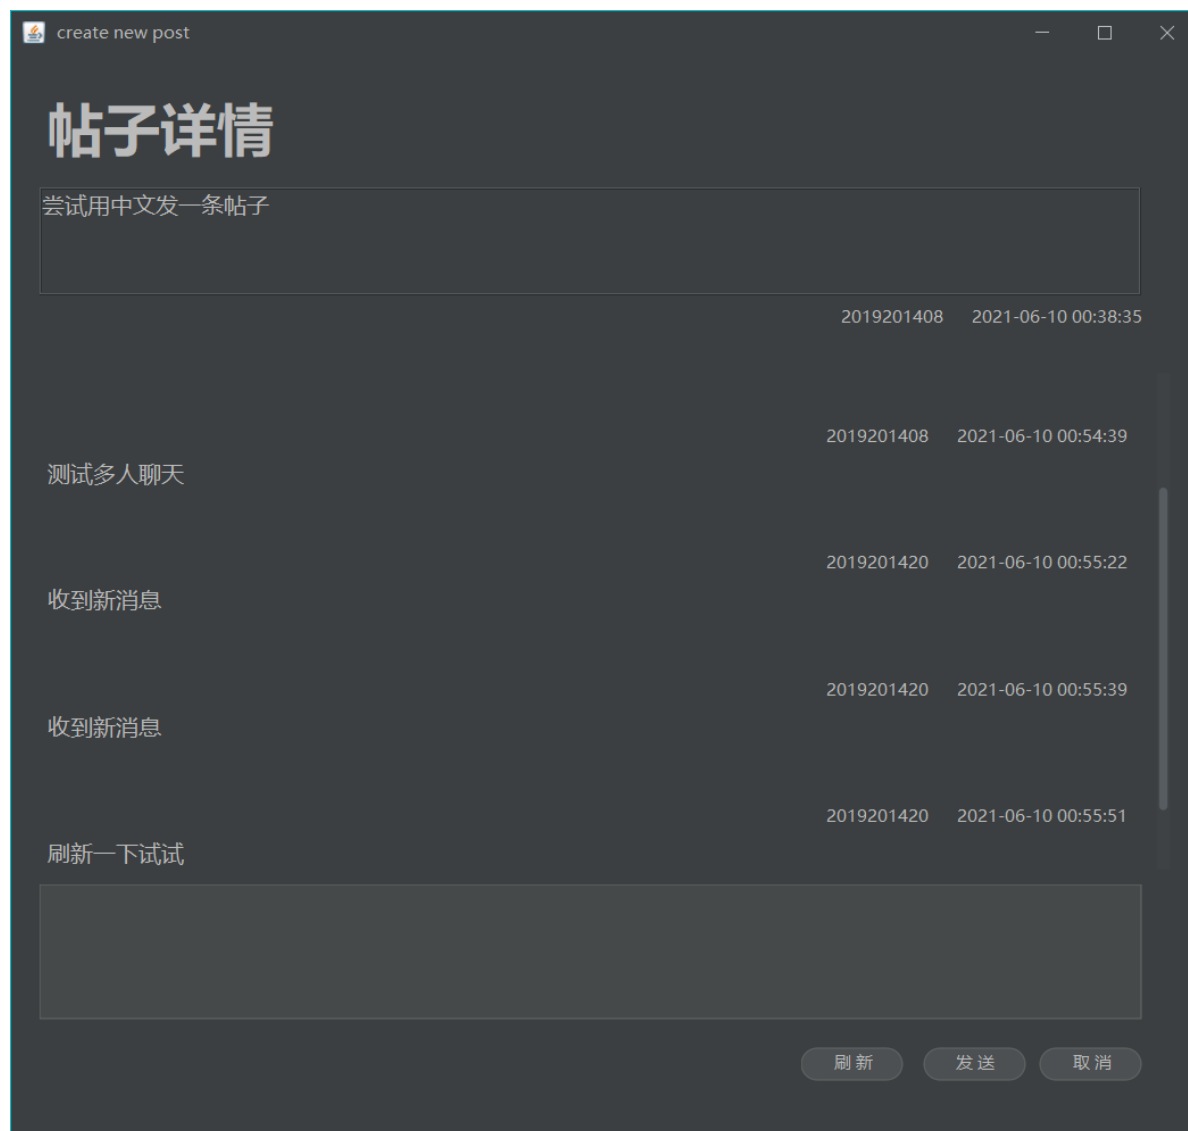 create new post
帖子详情
尝试用中文发一条帖子
2019201408 2021-06-10 00:38:35
2019201408 2021-06-10 00:54:39
测试多人聊天
2019201420 2021-06-10 00:55:22
收到新消息
2019201420 2021-06-10 00:55:39
收到新消息
2019201420 2021-06-10 00:55:51
刷新一下试试
刷新 发送 取消